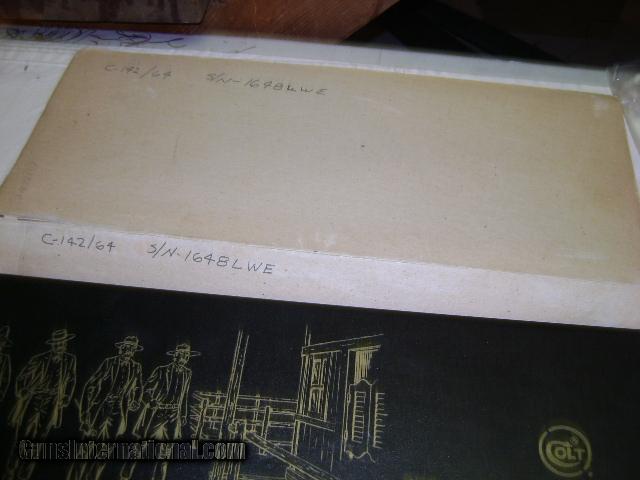 C-142/64 S/N-1648LWE
C-142/64 S/N-1648LWE
COLT
GunsInternational.com